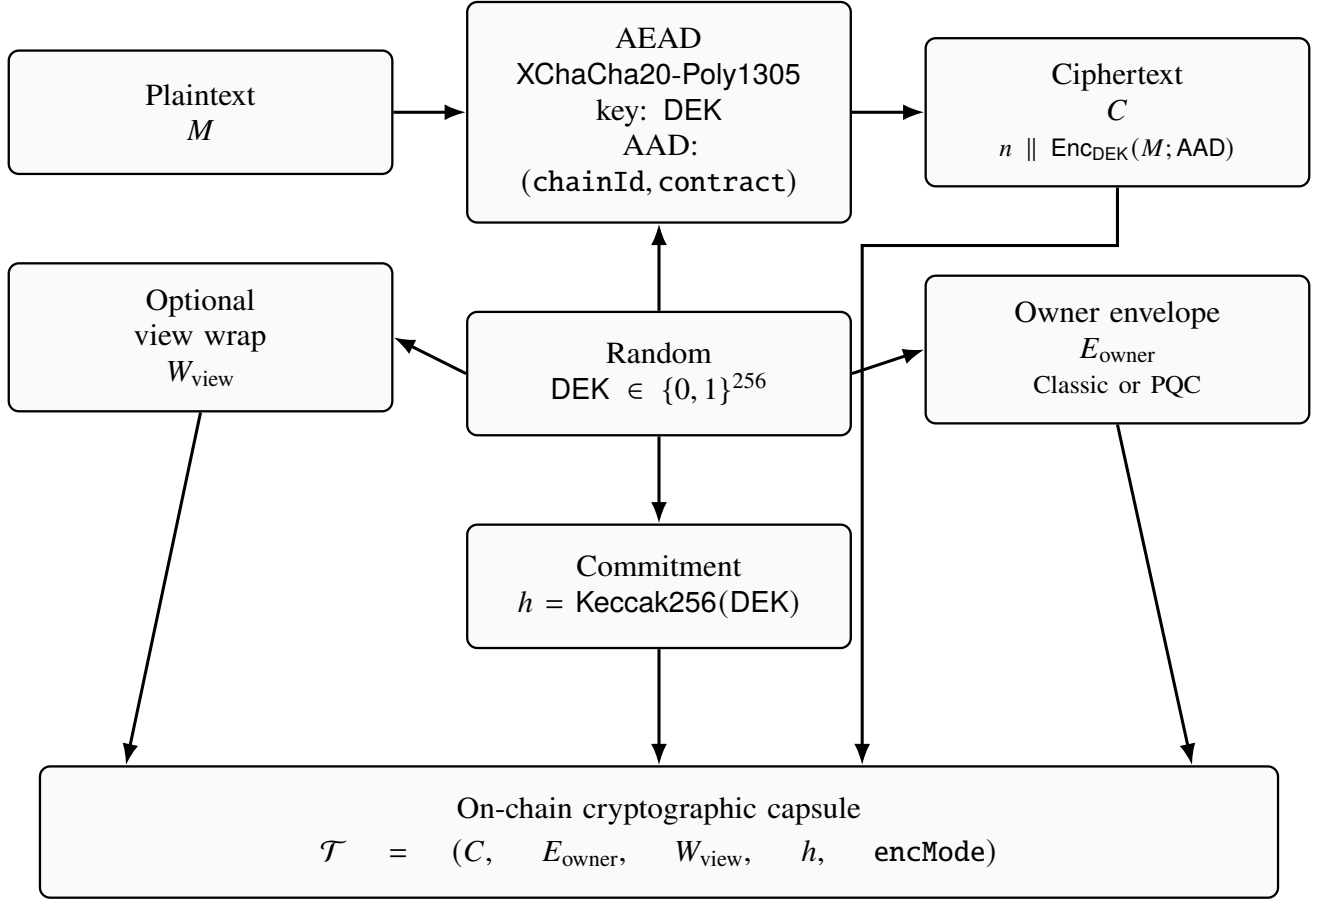 Plaintext
M
AEAD
XChaCha20-Poly1305
key: DEK
AAD:
(chainId, contract)
Ciphertext
C
n ∥ Enc_DEK(M; AAD)
Optional
view wrap
W_view
Random
DEK ∈ {0, 1}^256
Owner envelope
E_owner
Classic or PQC
Commitment
h = Keccak256(DEK)
On-chain cryptographic capsule
𝒯 = (C, E_owner, W_view, h, encMode)